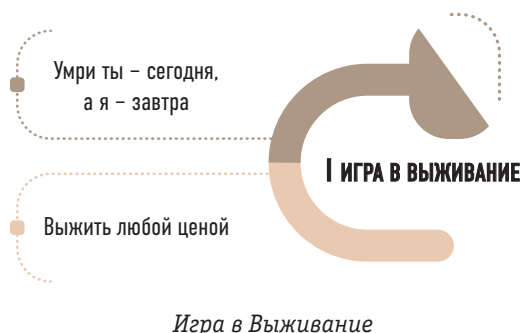 Умри ты – сегодня,
а я – завтра
I ИГРА В ВЫЖИВАНИЕ
Выжить любой ценой
Игра в Выживание